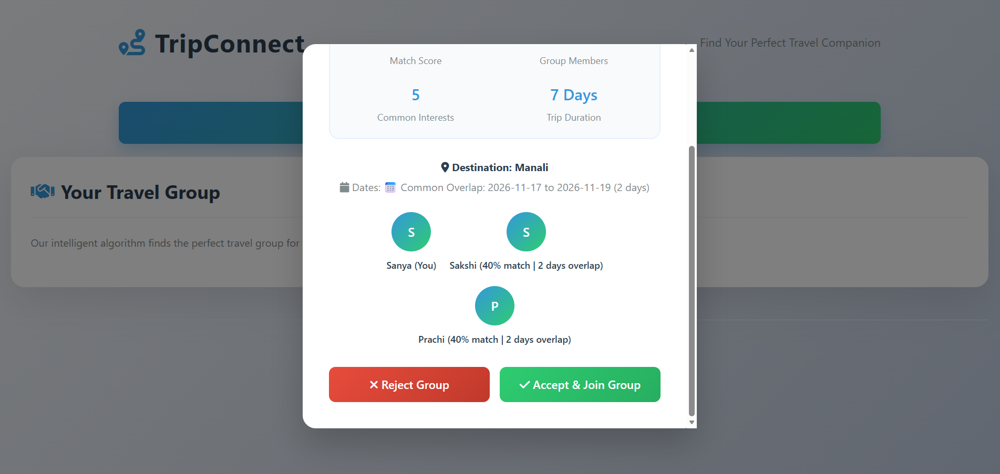 TripConnect
Find Your Perfect Travel Companion
Your Travel Group
Our intelligent algorithm finds the perfect travel group for
Match Score
Group Members
5
7 Days
Common Interests
Trip Duration
Destination: Manali
Dates: Common Overlap: 2026-11-17 to 2026-11-19 (2 days)
S
S
Sanya (You)
Sakshi (40% match | 2 days overlap)
P
Prachi (40% match | 2 days overlap)
Reject Group
Accept & Join Group